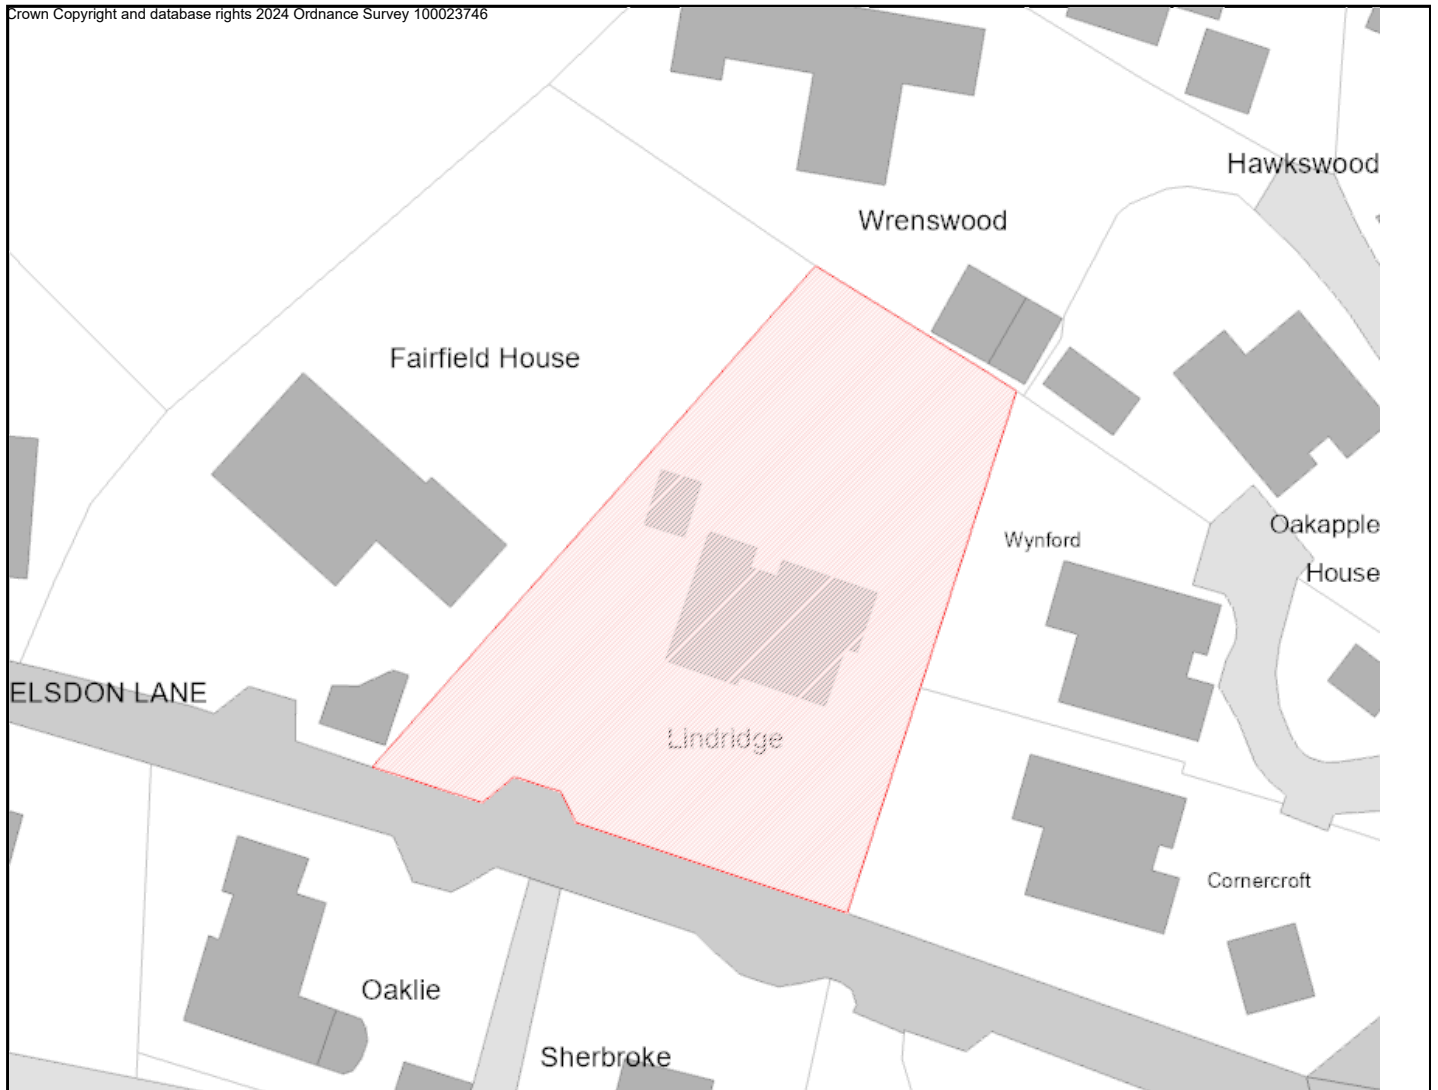 Crown Copyright and database rights 2024 Ordnance Survey 100023746
Hawkswood
Wrenswood
Fairfield House
Oakapple
House
Wynford
ELSDON LANE
Lindridge
Cornercroft
Oaklie
Sherbroke